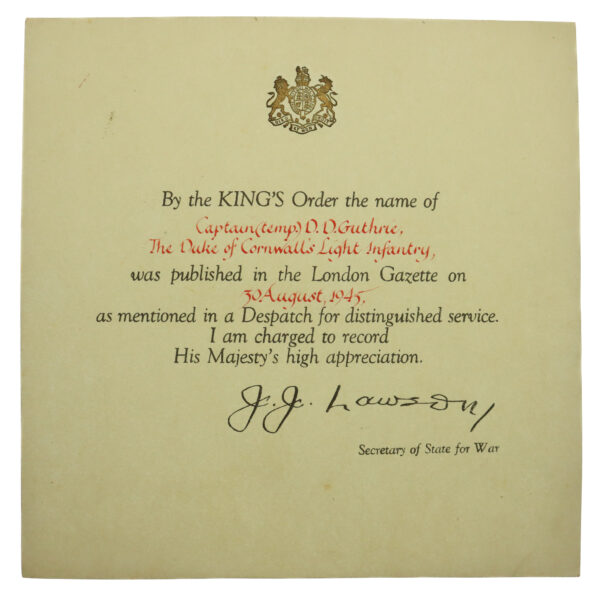 By the KING'S Order the name of
Captain (temp) D. D. Guthrie,
The Duke of Cornwall's Light Infantry,
was published in the London Gazette on
30 August, 1945,
as mentioned in a Despatch for distinguished service.
I am charged to record
His Majesty's high appreciation.
J. J. Lawson
Secretary of State for War